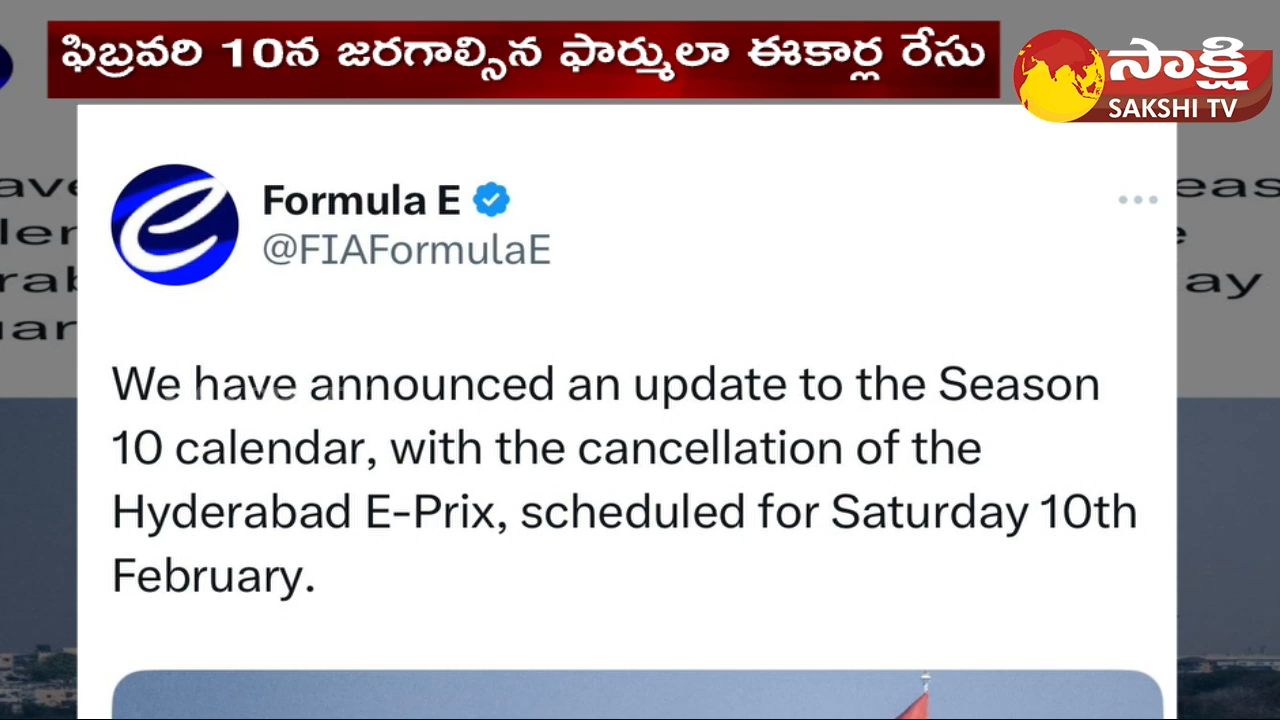 ఫిబ్రవరి 10న జరగాల్సిన ఫార్ములా ఈకార్ల రేసు
సాక్షి
SAKSHI TV
Formula E
@FIAFormulaE
We have announced an update to the Season
10 calendar, with the cancellation of the
Hyderabad E-Prix, scheduled for Saturday 10th
February.